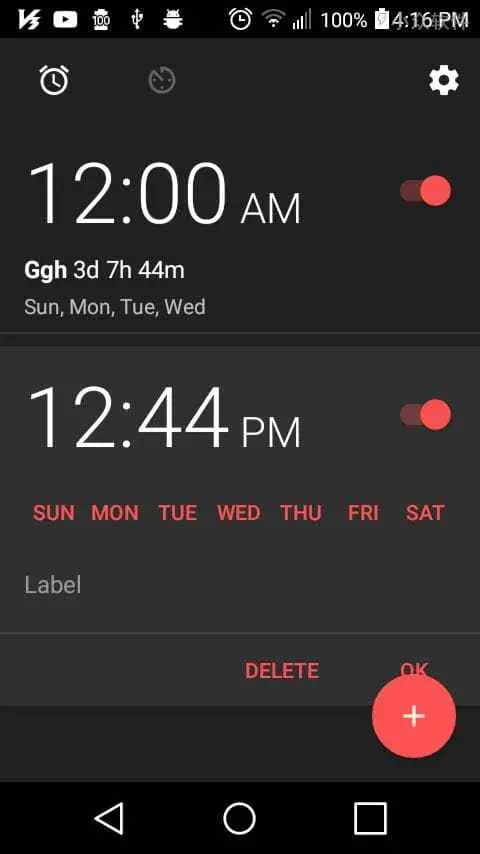 100 100% 4:16 PM
12:00 AM
Ggh 3d 7h 44m
Sun, Mon, Tue, Wed
12:44 PM
SUN MON TUE WED THU FRI SAT
Label
DELETE OK